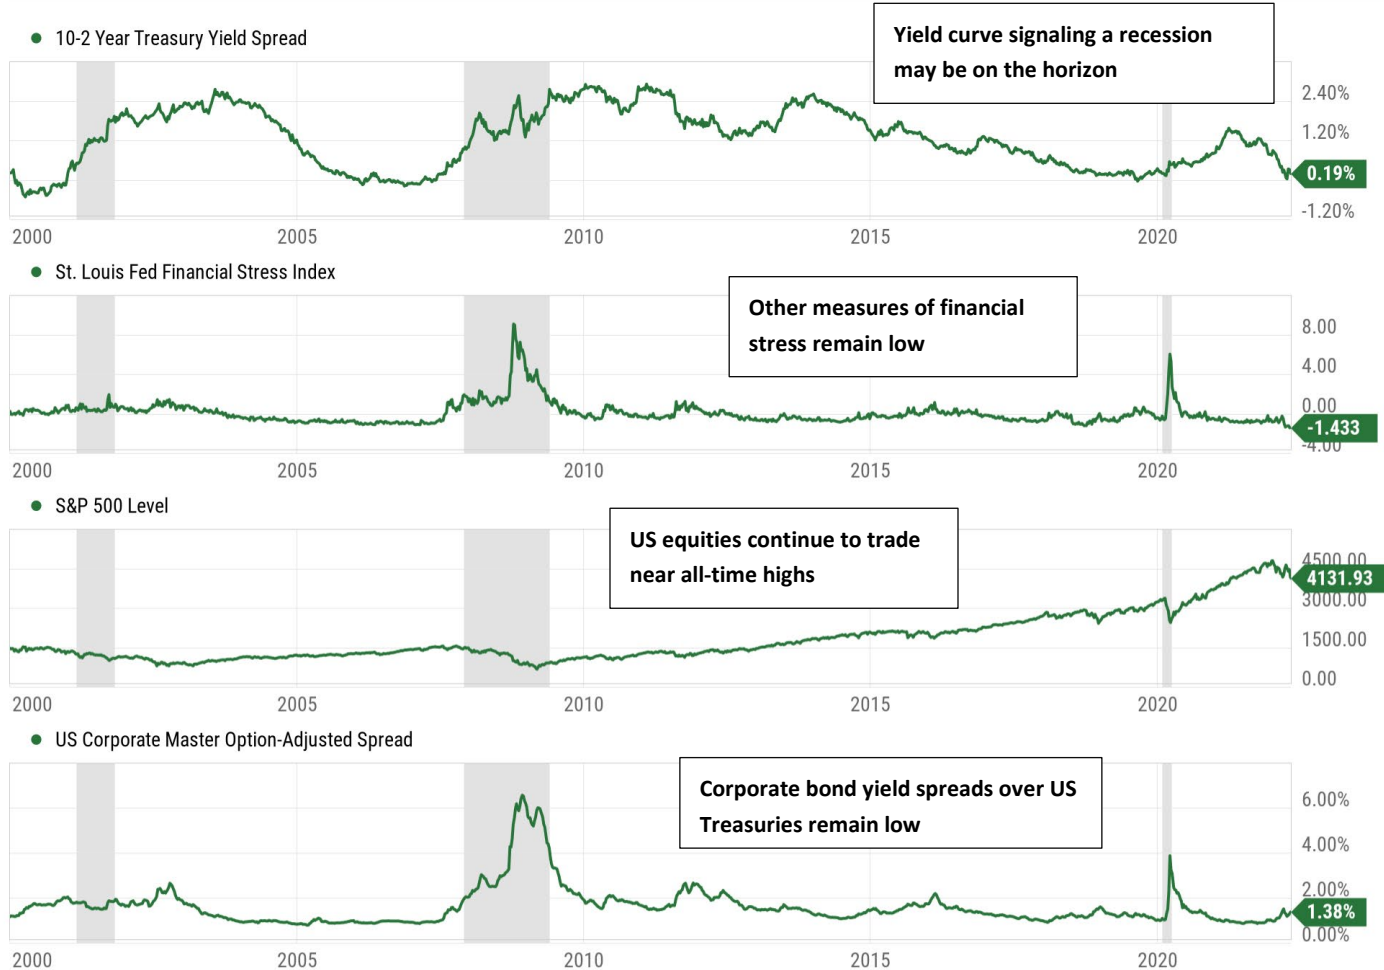 10-2 Year Treasury Yield Spread
Yield curve signaling a recession
may be on the horizon
2.40%
1.20%
0.19%
-1.20%
2000 2005 2010 2015 2020
St. Louis Fed Financial Stress Index
Other measures of financial
stress remain low
8.00
4.00
0.00
-1.433
-4.00
2000 2005 2010 2015 2020
S&P 500 Level
US equities continue to trade
near all-time highs
4500.00
4131.93
3000.00
1500.00
0.00
2000 2005 2010 2015 2020
US Corporate Master Option-Adjusted Spread
Corporate bond yield spreads over US
Treasuries remain low
6.00%
4.00%
2.00%
1.38%
0.00%
2000 2005 2010 2015 2020